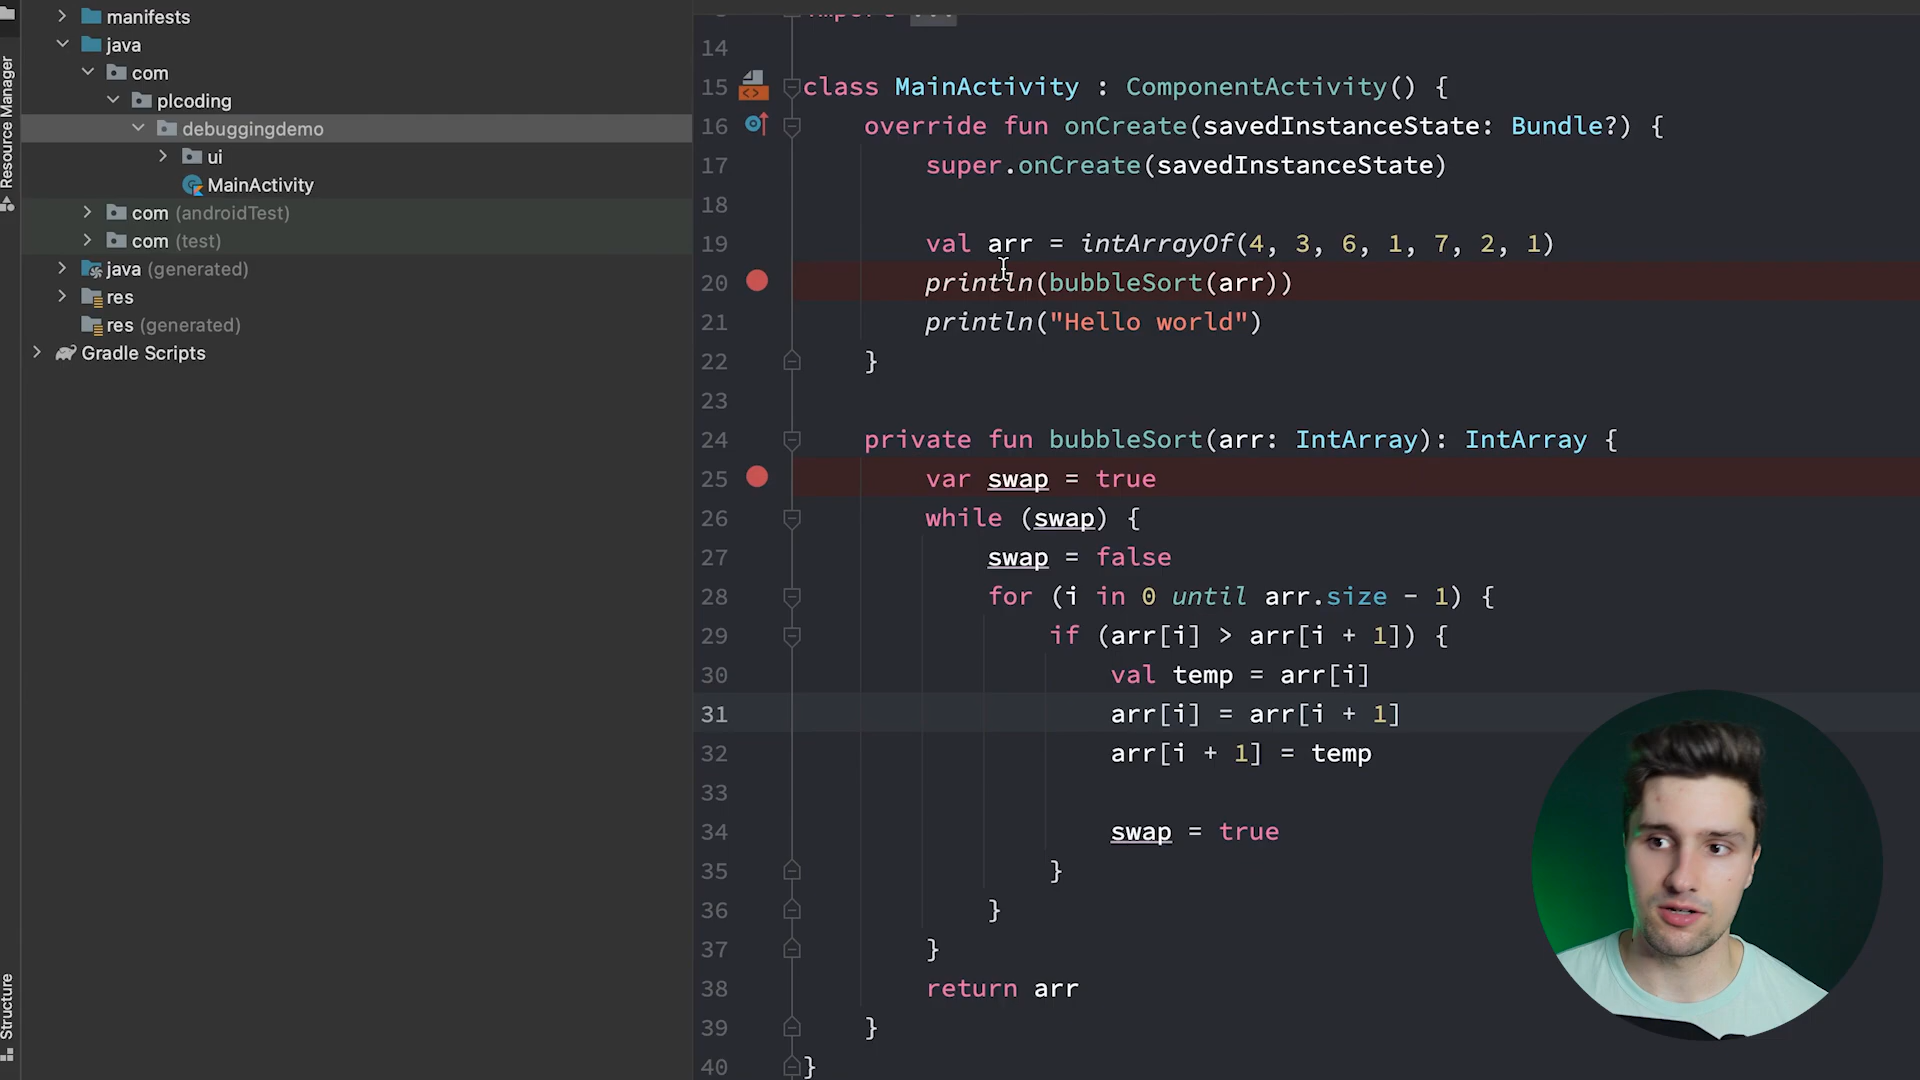 manifests
java
com
plcoding
debuggingdemo
ui
MainActivity
com (androidTest)
com (test)
java (generated)
res
res (generated)
Gradle Scripts
Resource Manager
Structure
import ...
14
15 class MainActivity : ComponentActivity() {
16 override fun onCreate(savedInstanceState: Bundle?) {
17 super.onCreate(savedInstanceState)
18
19 val arr = intArrayOf(4, 3, 6, 1, 7, 2, 1)
20 println(bubbleSort(arr))
21 println("Hello world")
22 }
23
24 private fun bubbleSort(arr: IntArray): IntArray {
25 var swap = true
26 while (swap) {
27 swap = false
28 for (i in 0 until arr.size - 1) {
29 if (arr[i] > arr[i + 1]) {
30 val temp = arr[i]
31 arr[i] = arr[i + 1]
32 arr[i + 1] = temp
33
34 swap = true
35 }
36 }
37 }
38 return arr
39 }
40 }